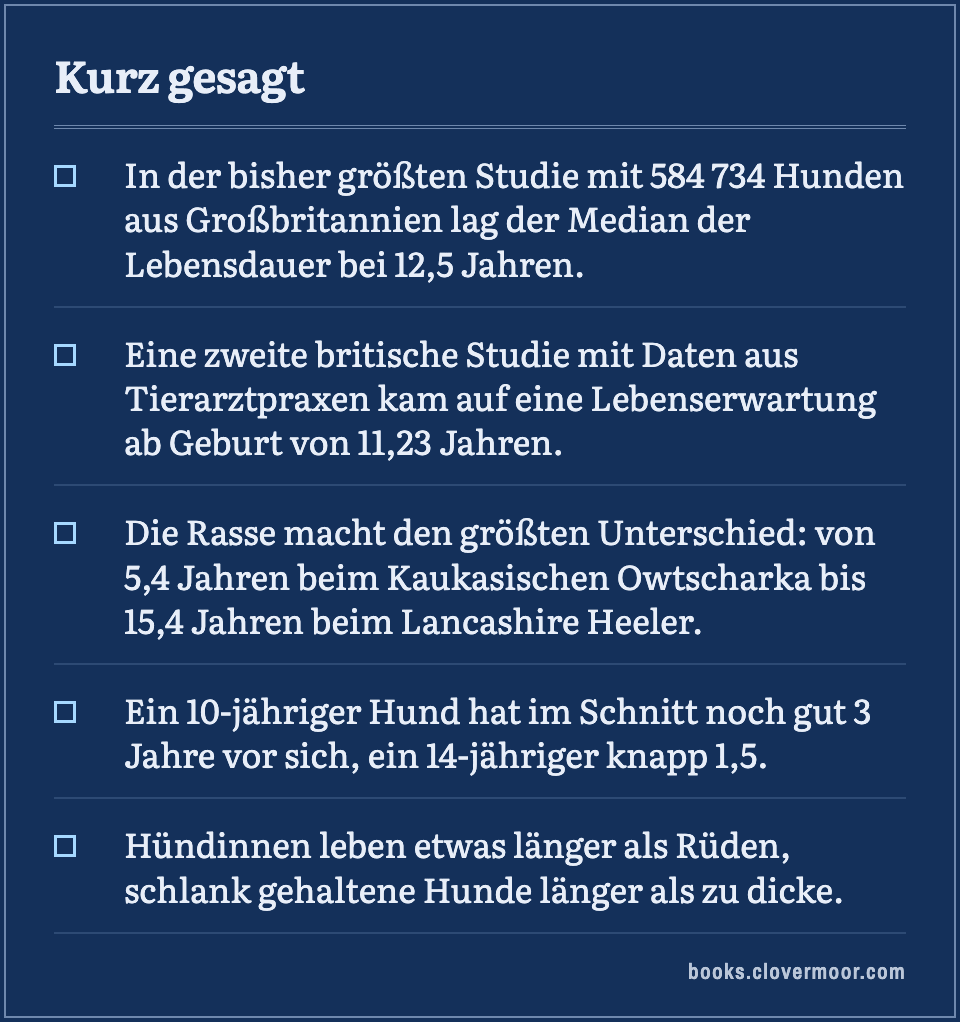 Kurz gesagt
In der bisher größten Studie mit 584 734 Hunden
aus Großbritannien lag der Median der
Lebensdauer bei 12,5 Jahren.
Eine zweite britische Studie mit Daten aus
Tierarztpraxen kam auf eine Lebenserwartung
ab Geburt von 11,23 Jahren.
Die Rasse macht den größten Unterschied: von
5,4 Jahren beim Kaukasischen Owtscharka bis
15,4 Jahren beim Lancashire Heeler.
Ein 10-jähriger Hund hat im Schnitt noch gut 3
Jahre vor sich, ein 14-jähriger knapp 1,5.
Hündinnen leben etwas länger als Rüden,
schlank gehaltene Hunde länger als zu dicke.
books.clovermoor.com